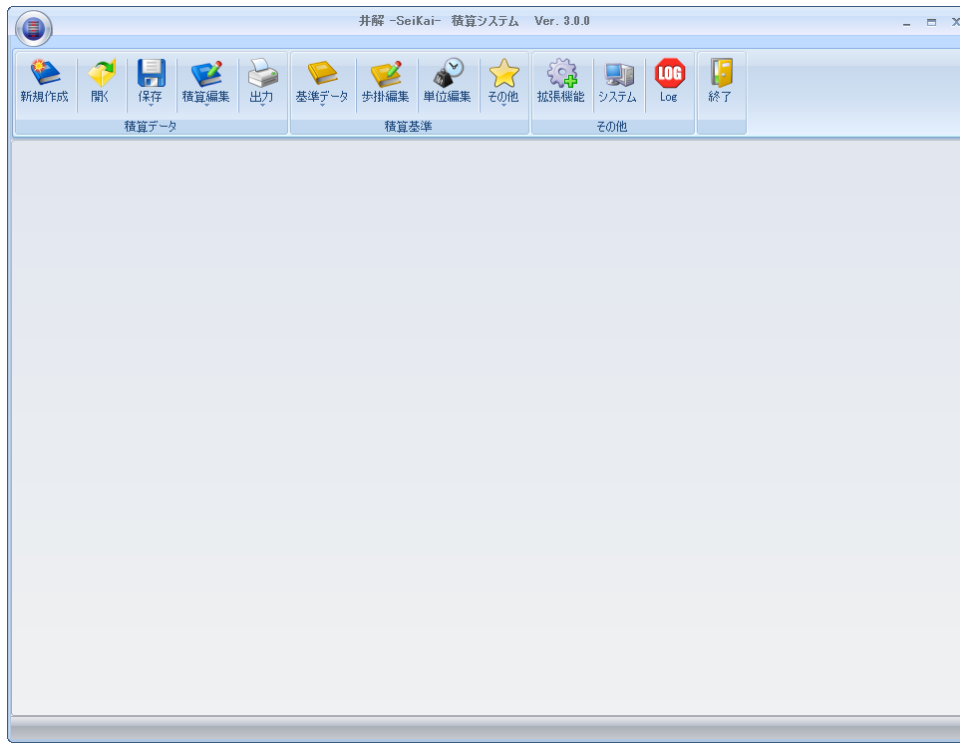 井解 -SeiKai- 積算システム Ver. 3.0.0
新規作成 開く 保存 積算編集 出力 基準データ 歩掛編集 単位編集 その他 拡張機能 システム LOG Log 終了
積算データ 積算基準 その他